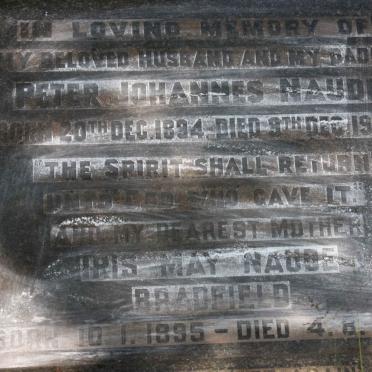 IN LOVING MEMORY OF
MY BELOVED HUSBAND AND MY DAD
PETER JOHANNES NAUDE
BORN 20TH DEC. 1894. DIED 9TH DEC. 19
"THE SPIRIT SHALL RETURN
UNTO GOD WHO GAVE IT."
AND MY DEAREST MOTHER
IRIS MAY NAUDE
BRADFIELD
BORN 10.1.1895 - DIED 4.8.